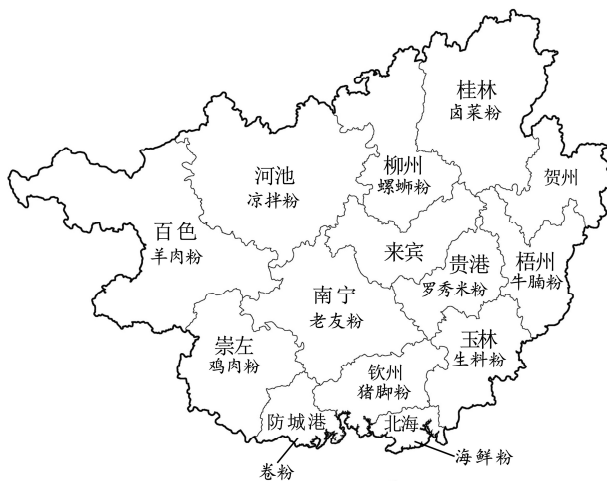 桂林
卤菜粉
柳州
螺蛳粉
河池
凉拌粉
贺州
百色
羊肉粉
来宾
贵港
罗秀米粉
梧州
牛腩粉
南宁
老友粉
崇左
鸡肉粉
玉林
生料粉
钦州
猪脚粉
防城港
北海
卷粉
海鲜粉